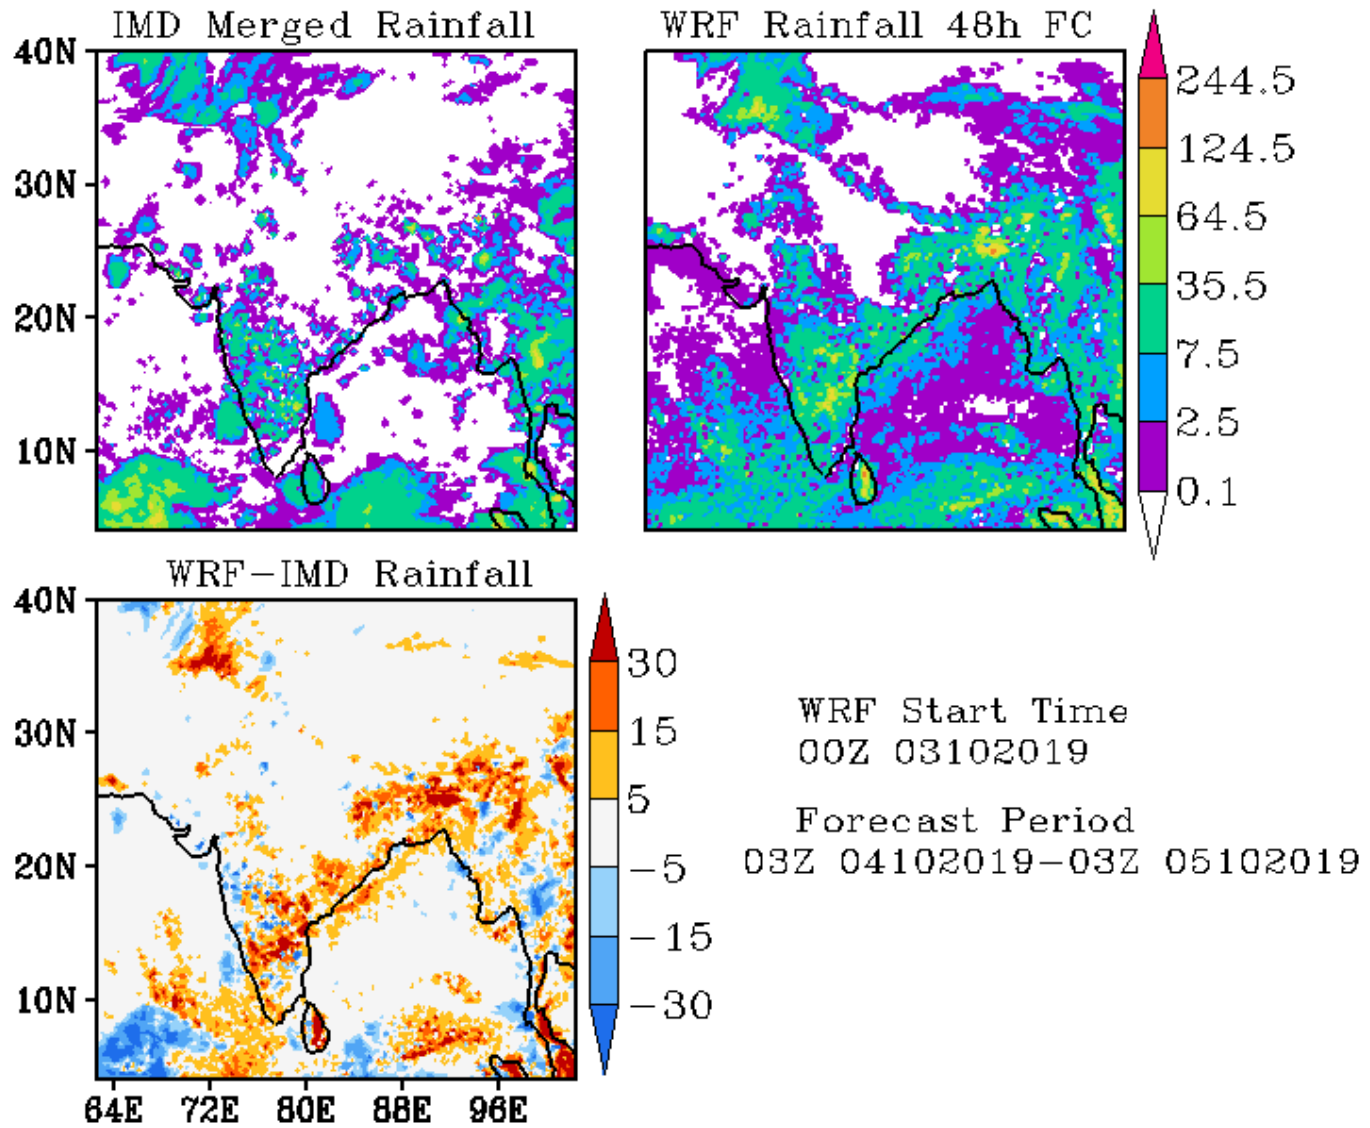 IMD Merged Rainfall
WRF Rainfall 48h FC
40N
30N
20N
10N
244.5
124.5
64.5
35.5
7.5
2.5
0.1
WRF-IMD Rainfall
40N
30N
20N
10N
64E 72E 80E 88E 96E
30
15
5
-5
-15
-30
WRF Start Time
00Z 03102019
Forecast Period
03Z 04102019-03Z 05102019